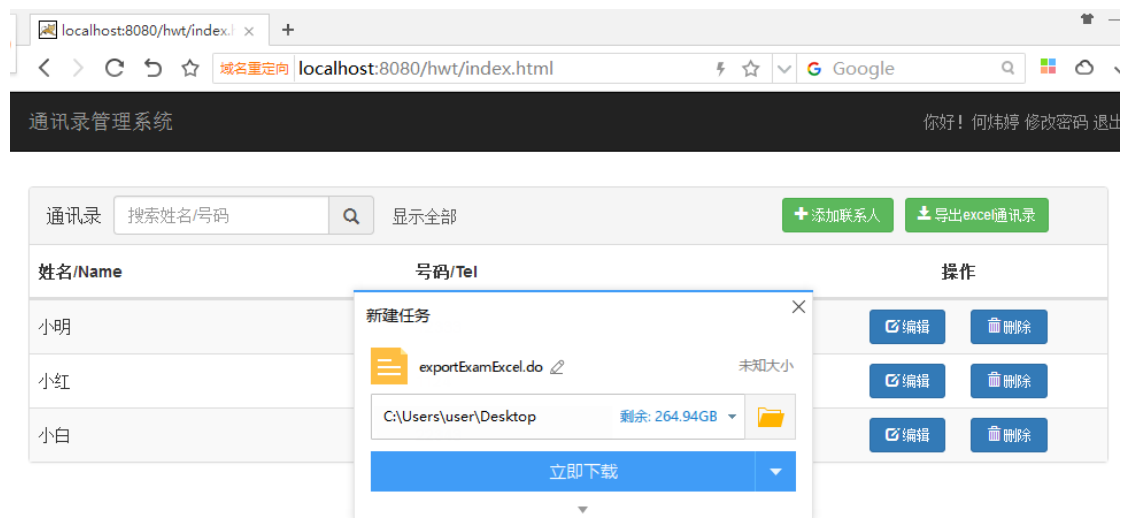 localhost:8080/hwt/index.l
域名重定向 localhost:8080/hwt/index.html Google
通讯录管理系统 你好！何炜婷 修改密码 退出
通讯录 搜索姓名/号码 显示全部 添加联系人 导出excel通讯录
姓名/Name 号码/Tel 操作
新建任务
小明 编辑 删除
exportExamExcel.do 未知大小
小红 编辑 删除
C:\Users\user\Desktop 剩余: 264.94GB
小白 编辑 删除
立即下载